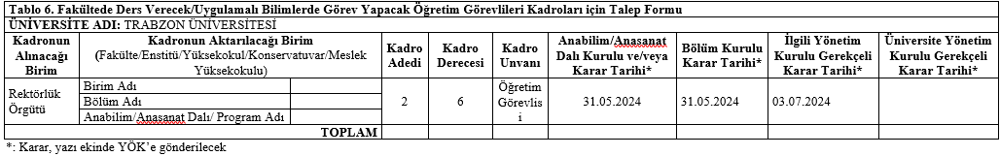 Tablo 6. Fakültede Ders Verecek/Uygulamalı Bilimlerde Görev Yapacak Öğretim Görevlileri Kadroları için Talep Formu
ÜNİVERSİTE ADI: TRABZON ÜNİVERSİTESİ
Kadronun Alınacağı Birim
Kadronun Aktarılacağı Birim
(Fakülte/Enstitü/Yüksekokul/Konservatuvar/Meslek Yüksekokulu)
Kadro Adedi
Kadro Derecesi
Kadro Unvanı
Anabilim/Anasanat Dalı Kurulu ve/veya Karar Tarihi*
Bölüm Kurulu Karar Tarihi*
İlgili Yönetim Kurulu Gerekçeli Karar Tarihi*
Üniversite Yönetim Kurulu Gerekçeli Karar Tarihi*
Rektörlük Örgütü
Birim Adı
Bölüm Adı
Anabilim/Anasanat Dalı/ Program Adı
2
6
Öğretim
Görevlis
i
31.05.2024
31.05.2024
03.07.2024
TOPLAM
*: Karar, yazı ekinde YÖK’e gönderilecek